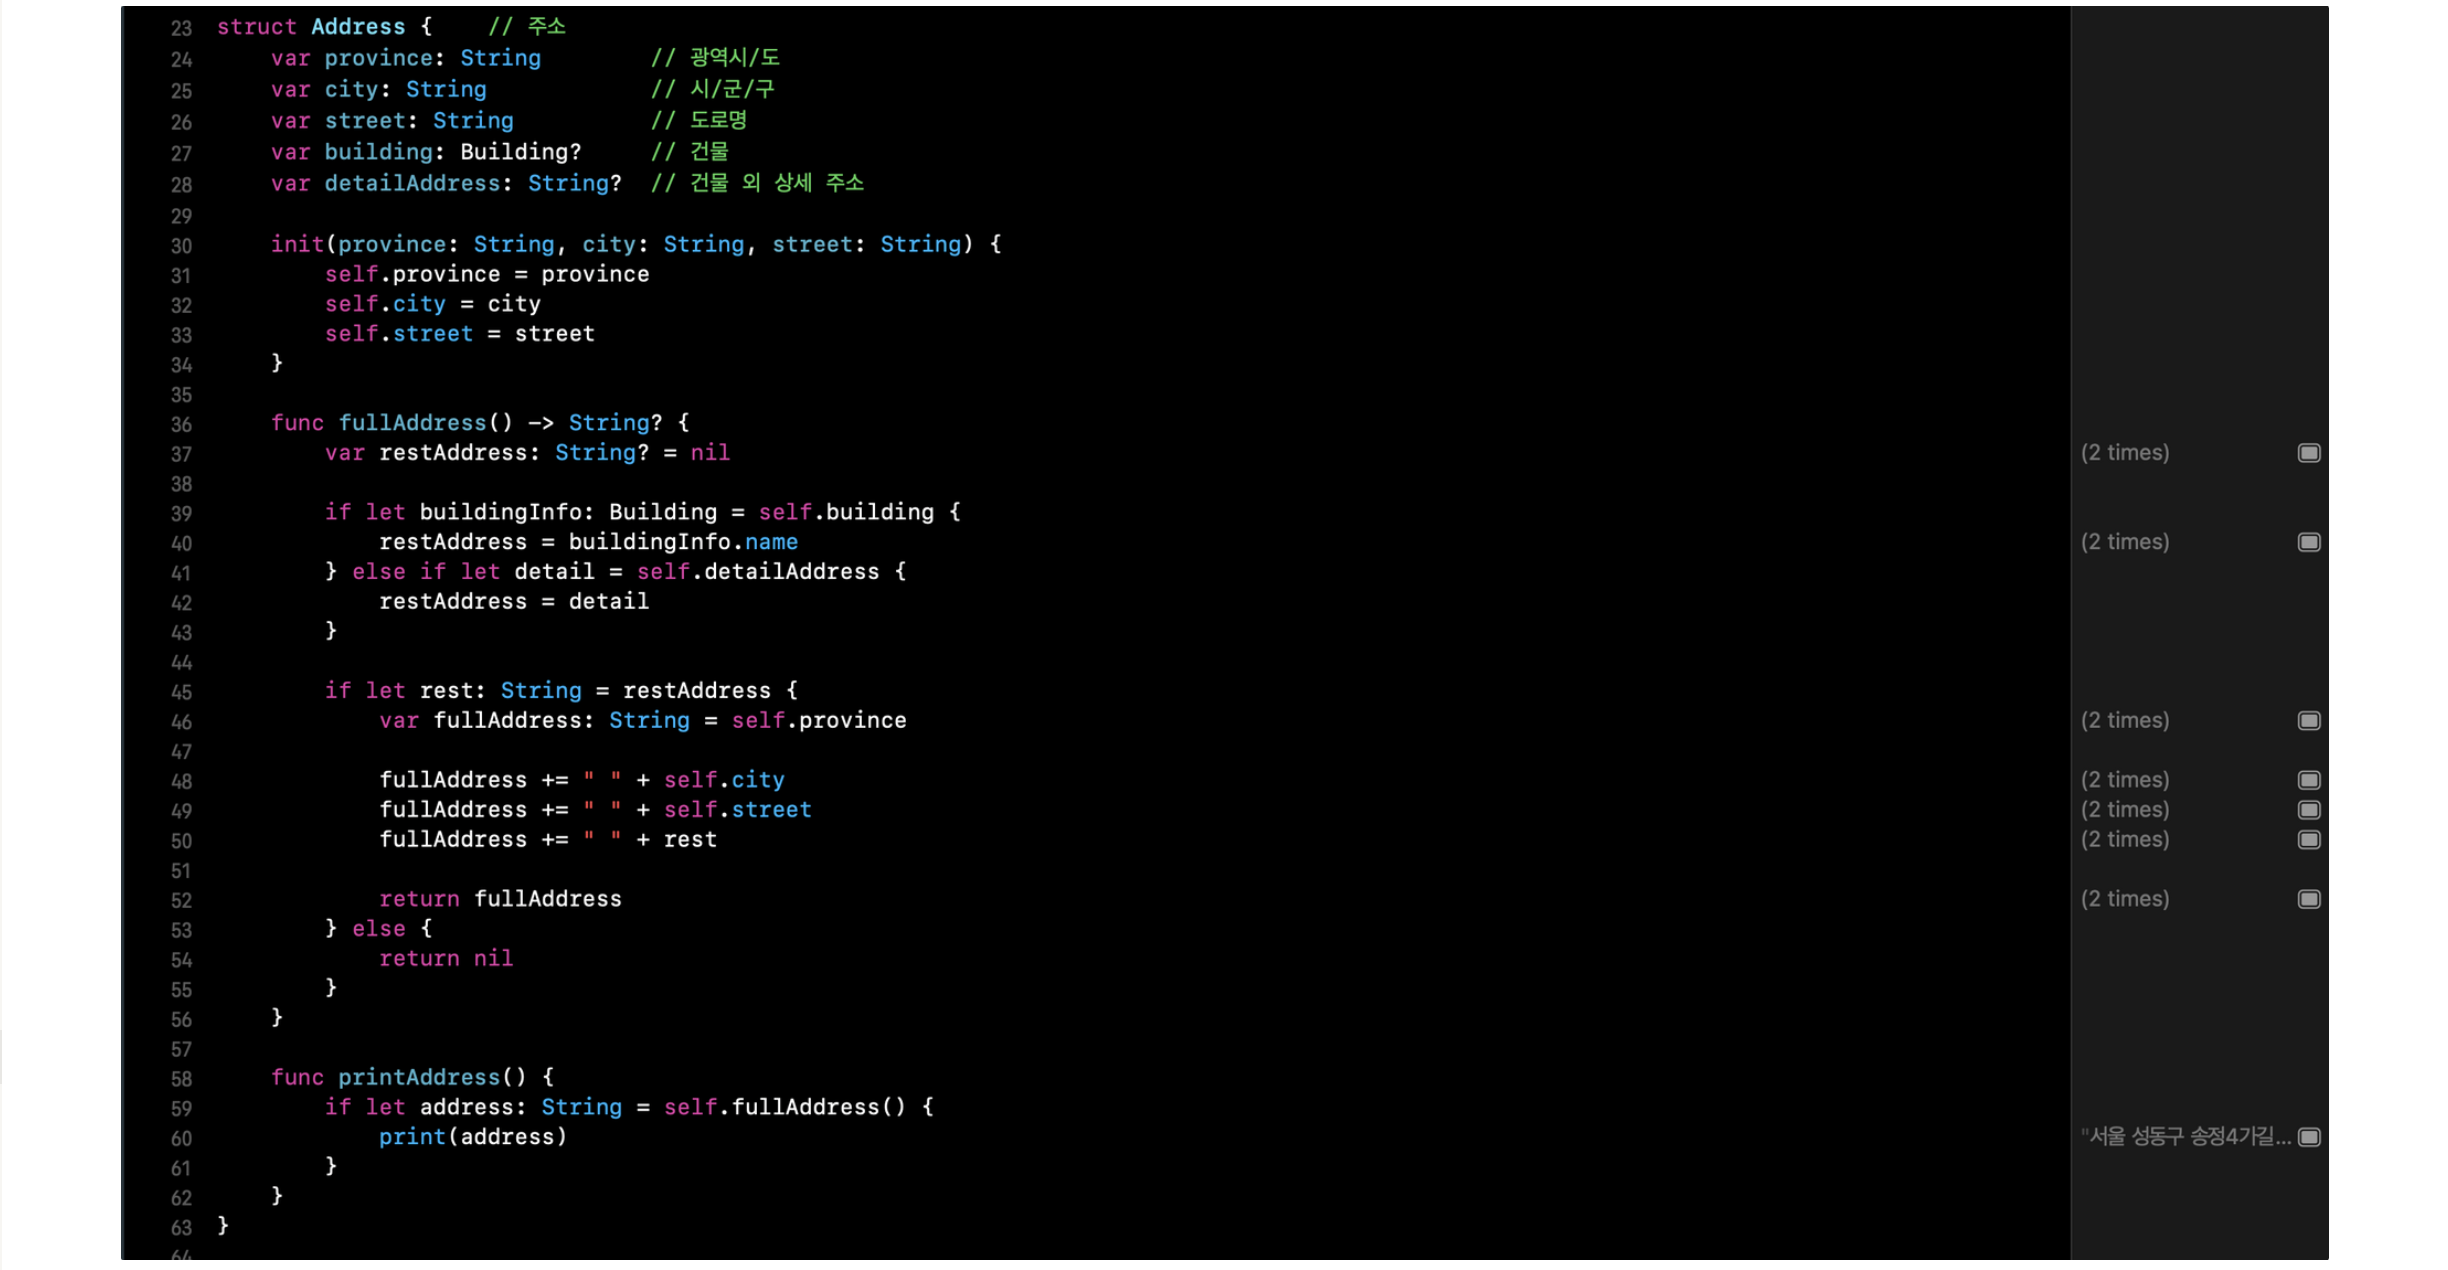 23 struct Address {    // 주소
24     var province: String        // 광역시/도
25     var city: String            // 시/군/구
26     var street: String          // 도로명
27     var building: Building?     // 건물
28     var detailAddress: String?  // 건물 외 상세 주소
29
30     init(province: String, city: String, street: String) {
31         self.province = province
32         self.city = city
33         self.street = street
34     }
35
36     func fullAddress() -> String? {
37         var restAddress: String? = nil (2 times)
38
39         if let buildingInfo: Building = self.building {
40             restAddress = buildingInfo.name (2 times)
41         } else if let detail = self.detailAddress {
42             restAddress = detail
43         }
44
45         if let rest: String = restAddress {
46             var fullAddress: String = self.province (2 times)
47
48             fullAddress += " " + self.city (2 times)
49             fullAddress += " " + self.street (2 times)
50             fullAddress += " " + rest (2 times)
51
52             return fullAddress (2 times)
53         } else {
54             return nil
55         }
56     }
57
58     func printAddress() {
59         if let address: String = self.fullAddress() {
60             print(address) "서울 성동구 송정4가길...
61         }
62     }
63 }
64